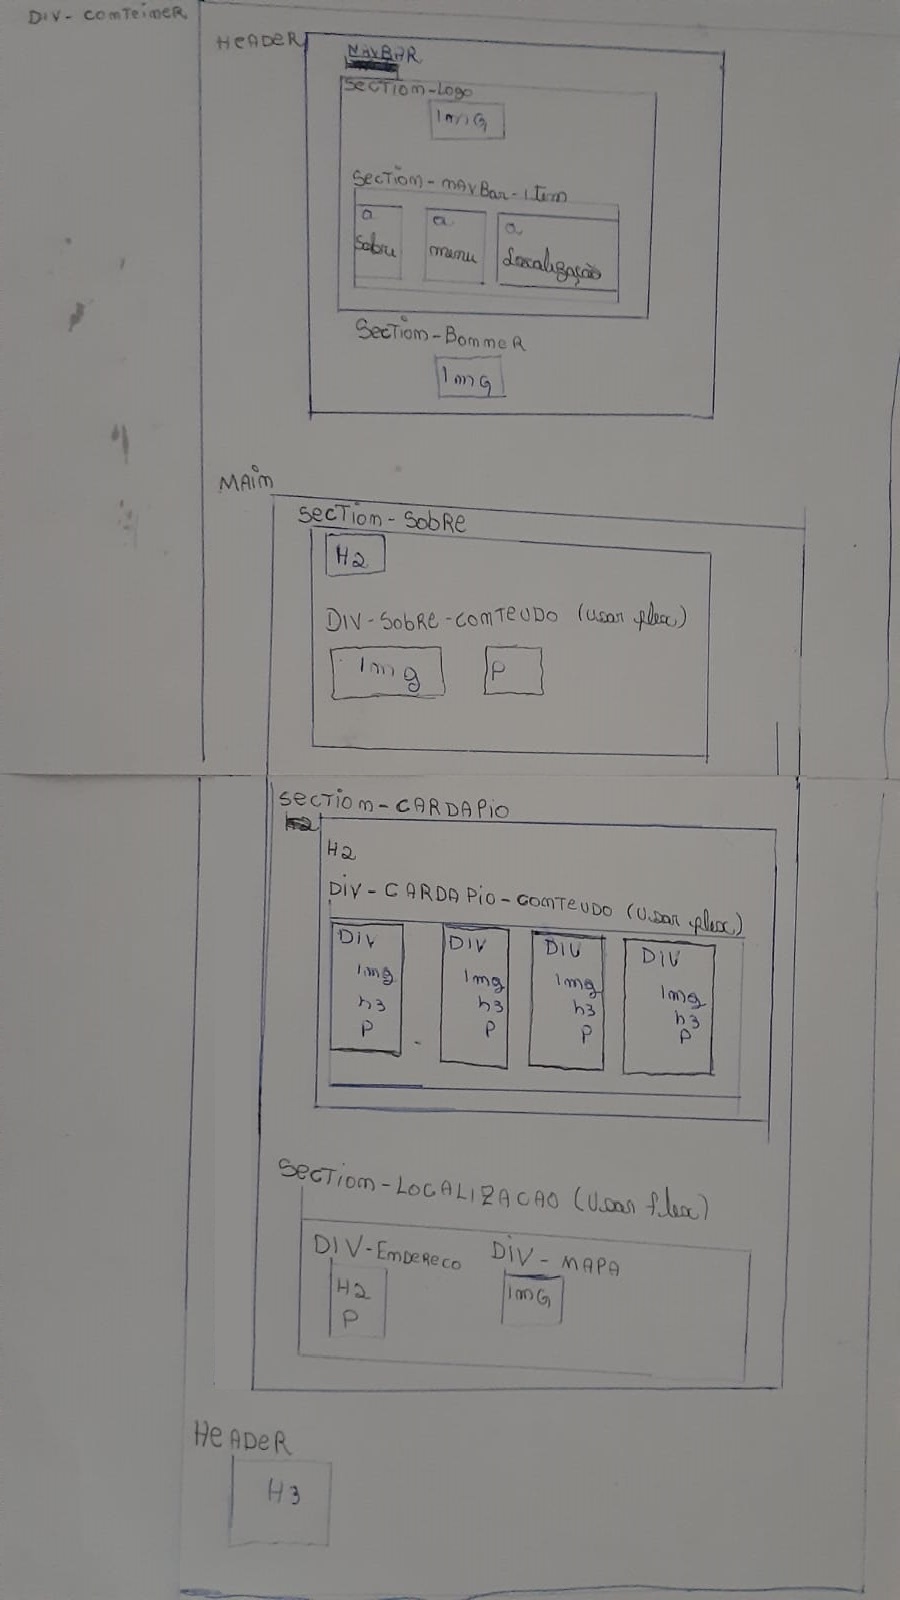 DIV-COMTEIMER
HEADER
NAVBAR
SECTIOM-LOGO
IMG
SECTIOM-MAVBAR-ITEM
a a a
Sobre menu Localização
SECTIOM-BOMMER
IMG
MAIM
SECTIOM-SOBRE
H2
DIV-SOBRE-COMTEUDO (usar flex)
Img P
SECTIOM-CARDAPIO
H2
DIV-CARDAPIO-COMTEUDO (usar flex)
DIV DIV DIV DIV
Img Img Img Img
h3 h3 h3 h3
P P P P
SECTIOM-LOCALIZACAO (usar flex)
DIV-EMDERECO DIV-MAPA
H2 IMG
P
HEADER
H3